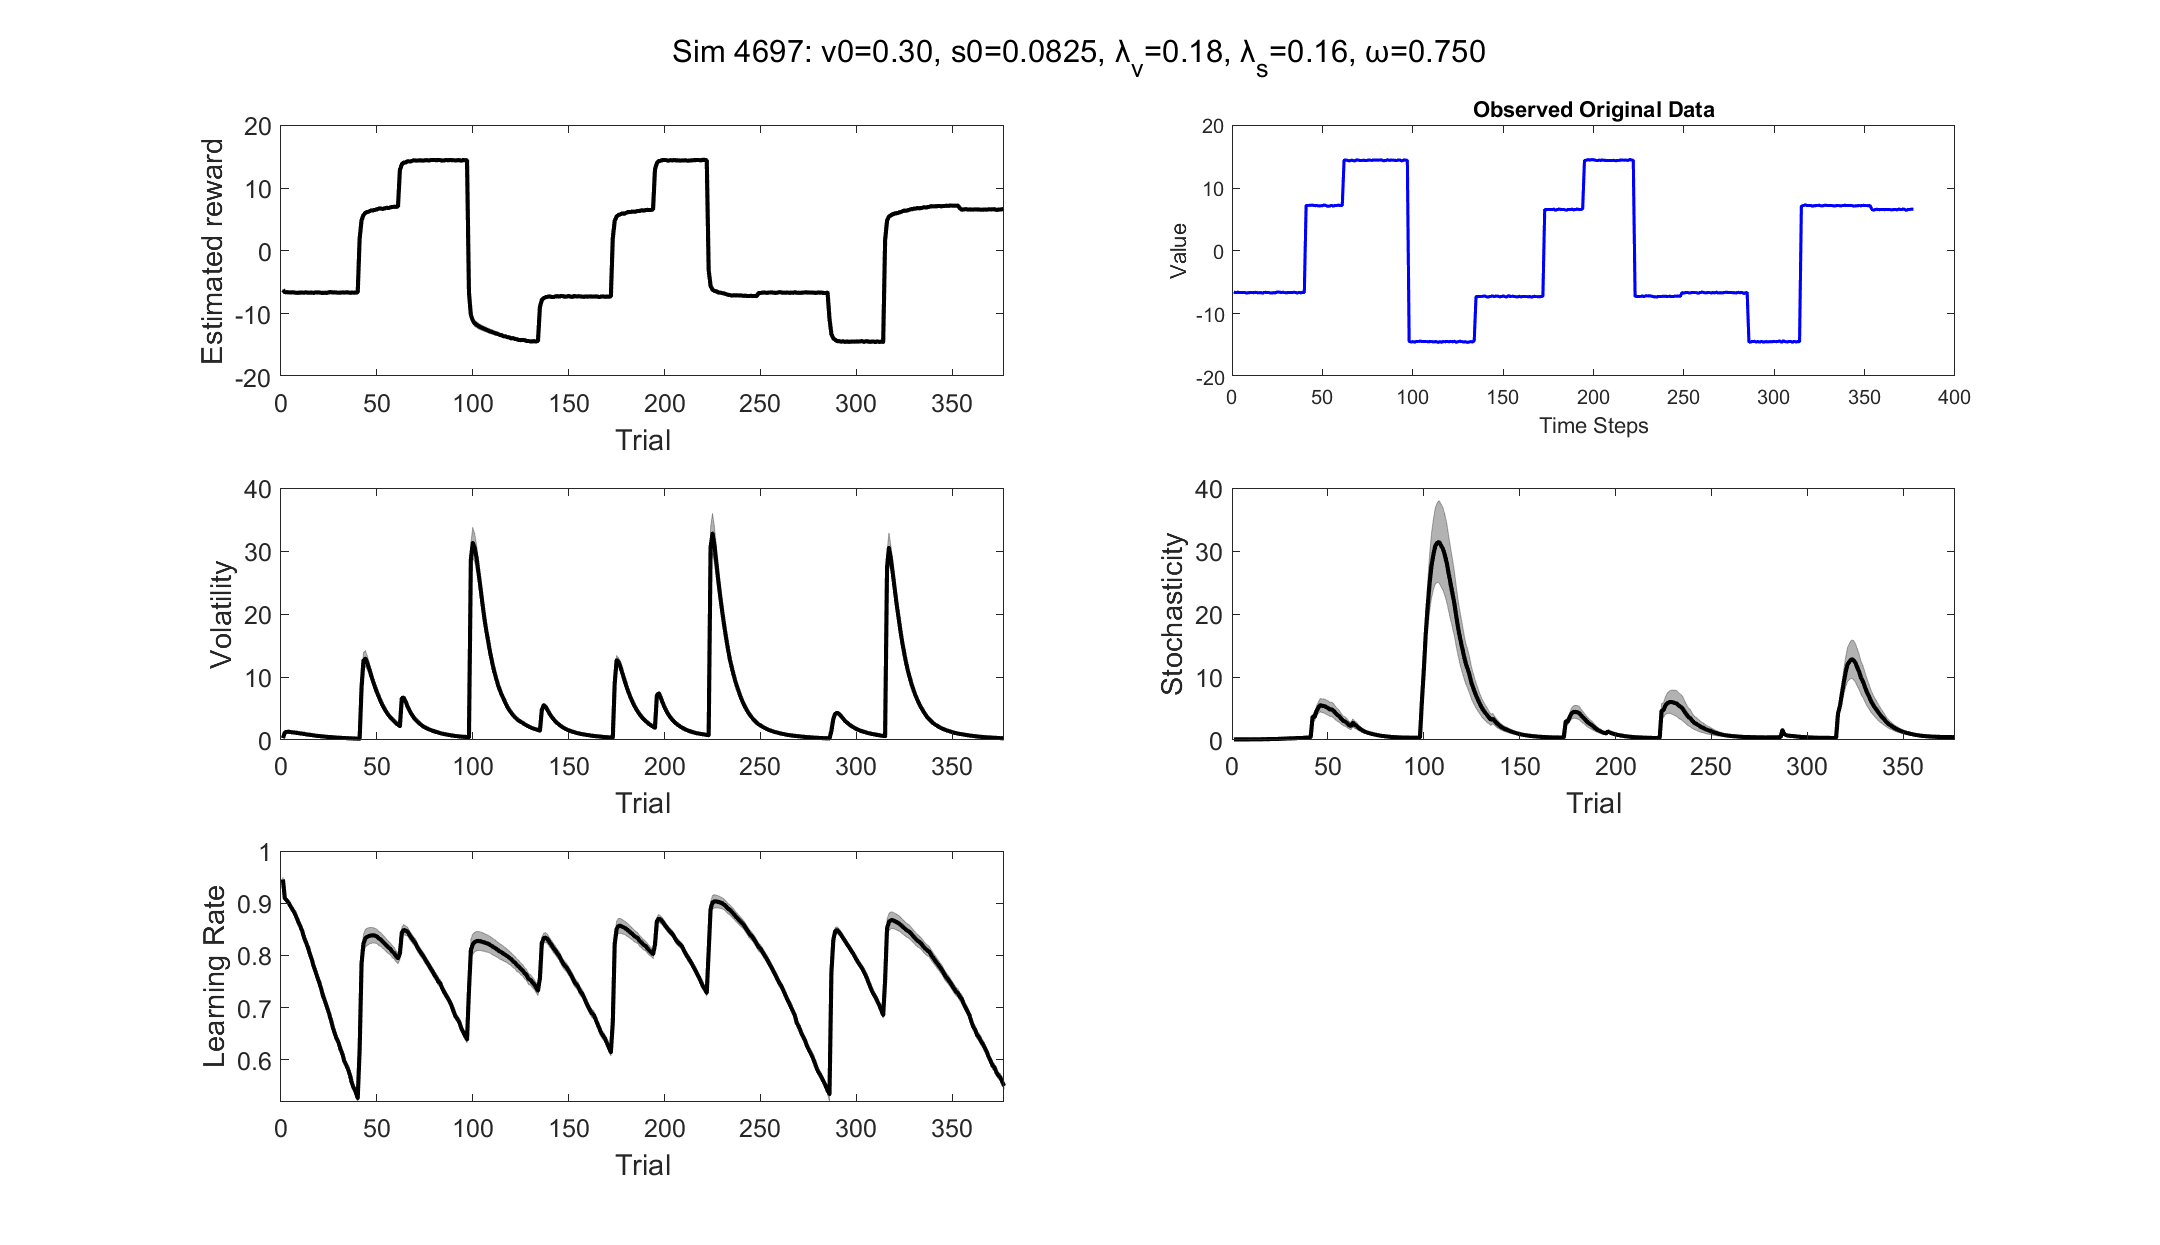 Sim 4697: v0=0.30, s0=0.0825, λ_v=0.18, λ_s=0.16, ω=0.750
20
10
0
-10
-20
Estimated reward
0 50 100 150 200 250 300 350
Trial
Observed Original Data
20
10
0
-10
-20
Value
0 50 100 150 200 250 300 350 400
Time Steps
40
30
20
10
0
Volatility
0 50 100 150 200 250 300 350
Trial
40
30
20
10
0
Stochasticity
0 50 100 150 200 250 300 350
Trial
1
0.9
0.8
0.7
0.6
Learning Rate
0 50 100 150 200 250 300 350
Trial